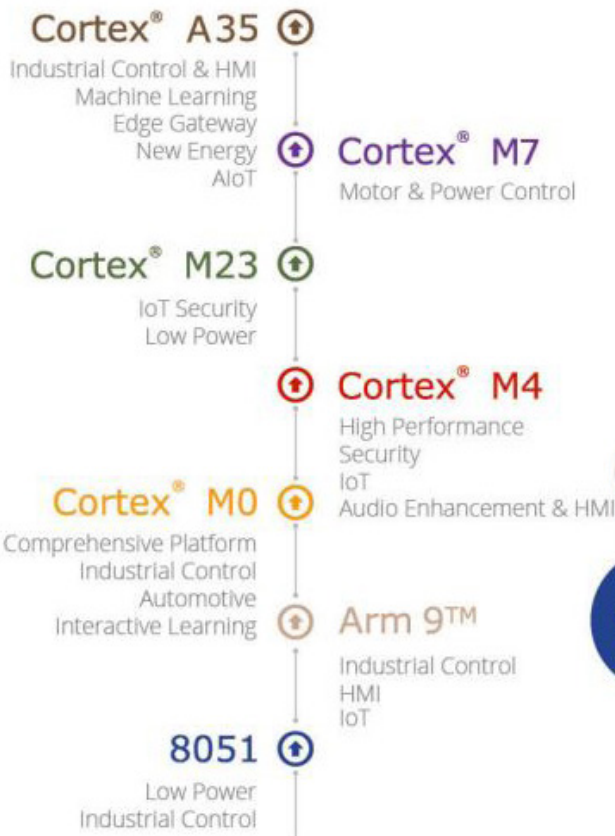 Cortex® A35
Industrial Control & HMI
Machine Learning
Edge Gateway
New Energy
AIoT
Cortex® M7
Motor & Power Control
Cortex® M23
IoT Security
Low Power
Cortex® M4
High Performance
Security
IoT
Audio Enhancement & HMI
Cortex® M0
Comprehensive Platform
Industrial Control
Automotive
Interactive Learning
Arm 9™
Industrial Control
HMI
IoT
8051
Low Power
Industrial Control